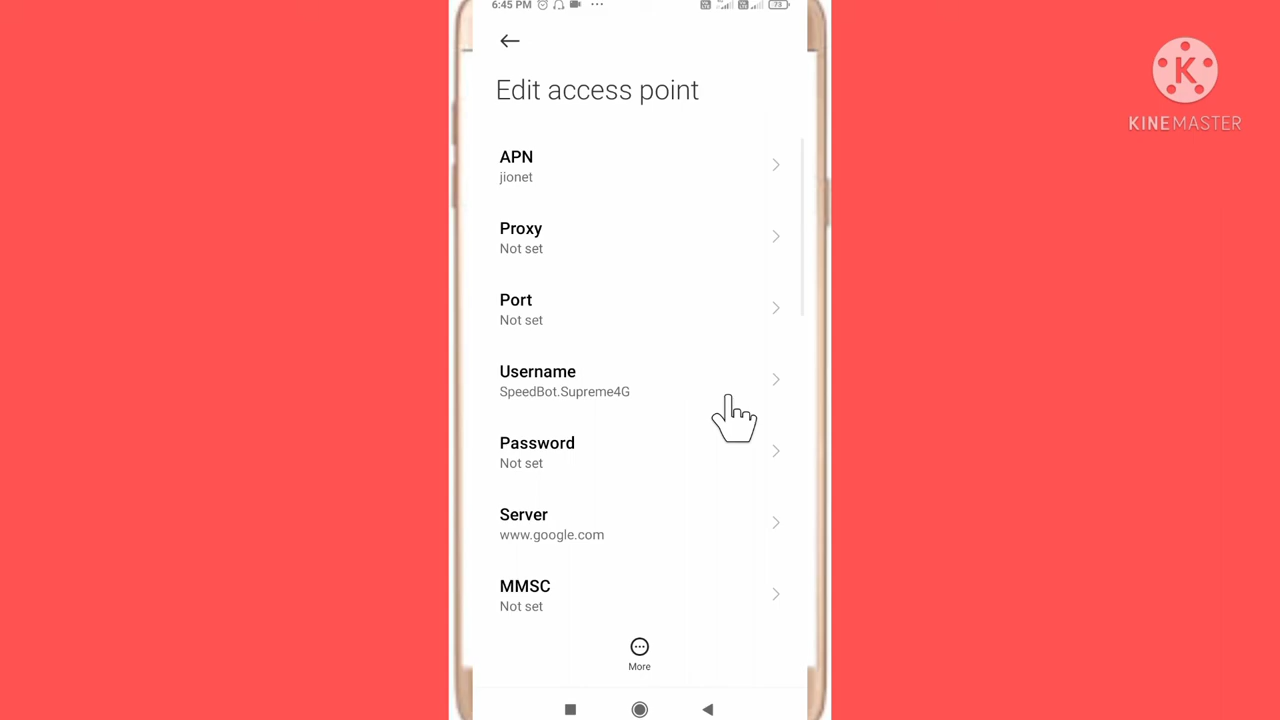 6:45 PM
73
Edit access point
APN
jionet
Proxy
Not set
Port
Not set
Username
SpeedBot.Supreme4G
Password
Not set
Server
www.google.com
MMSC
Not set
More
K
KINEMASTER